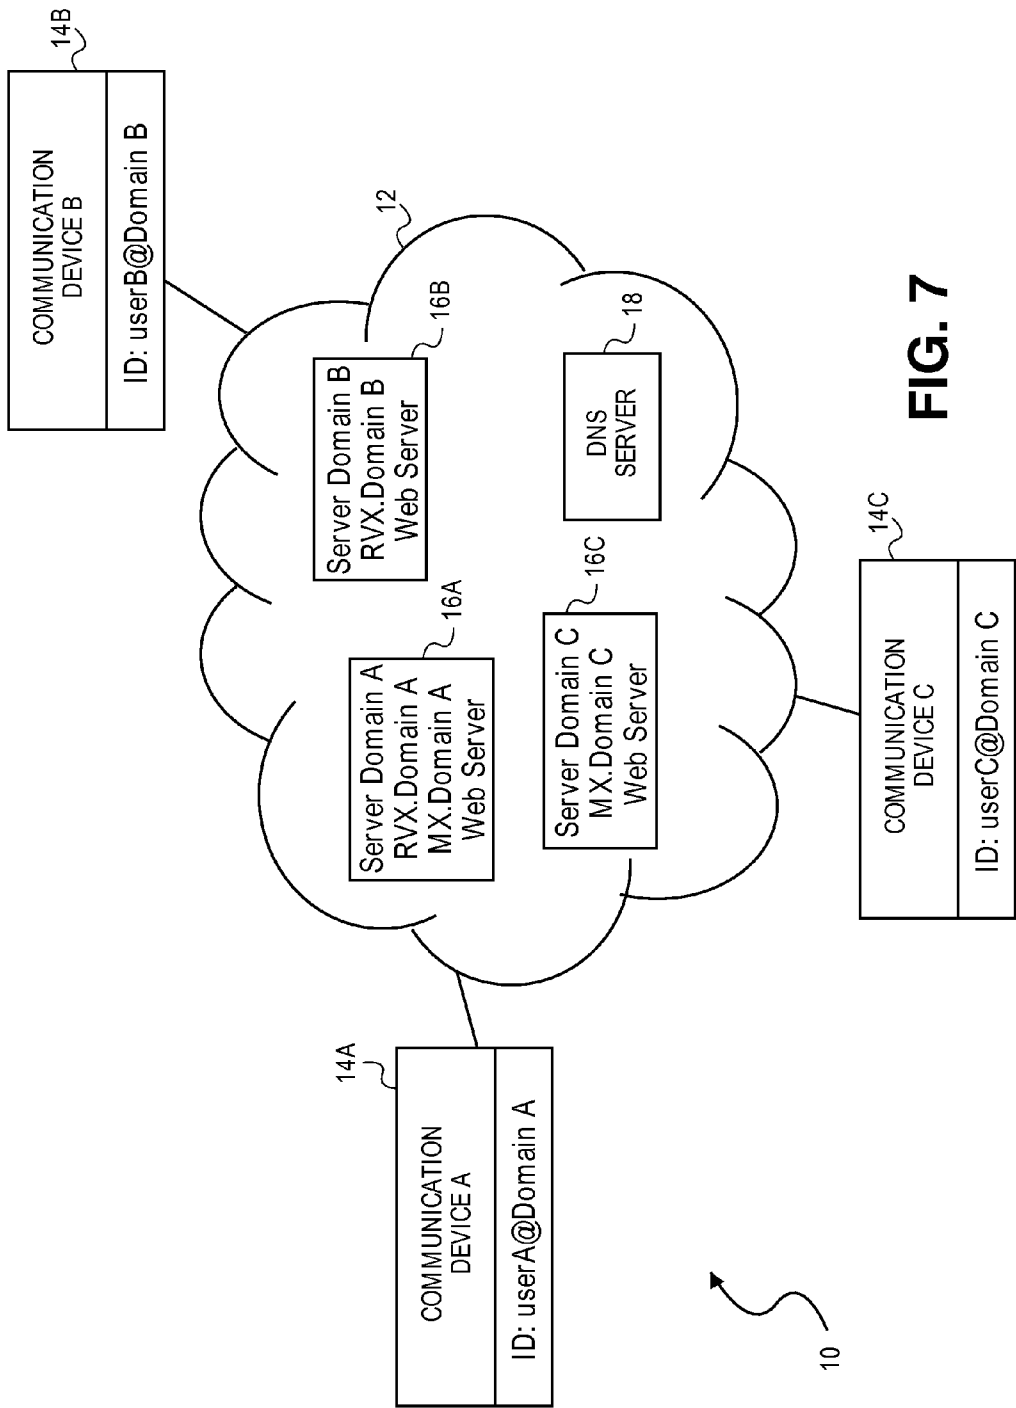 14B
COMMUNICATION
DEVICE B
ID: userB@Domain B
12
16B
Server Domain B
RVX.Domain B
Web Server
16A
Server Domain A
RVX.Domain A
MX.Domain A
Web Server
18
DNS
SERVER
16C
Server Domain C
MX.Domain C
Web Server
14A
COMMUNICATION
DEVICE A
ID: userA@Domain A
14C
COMMUNICATION
DEVICE C
ID: userC@Domain C
10
FIG. 7